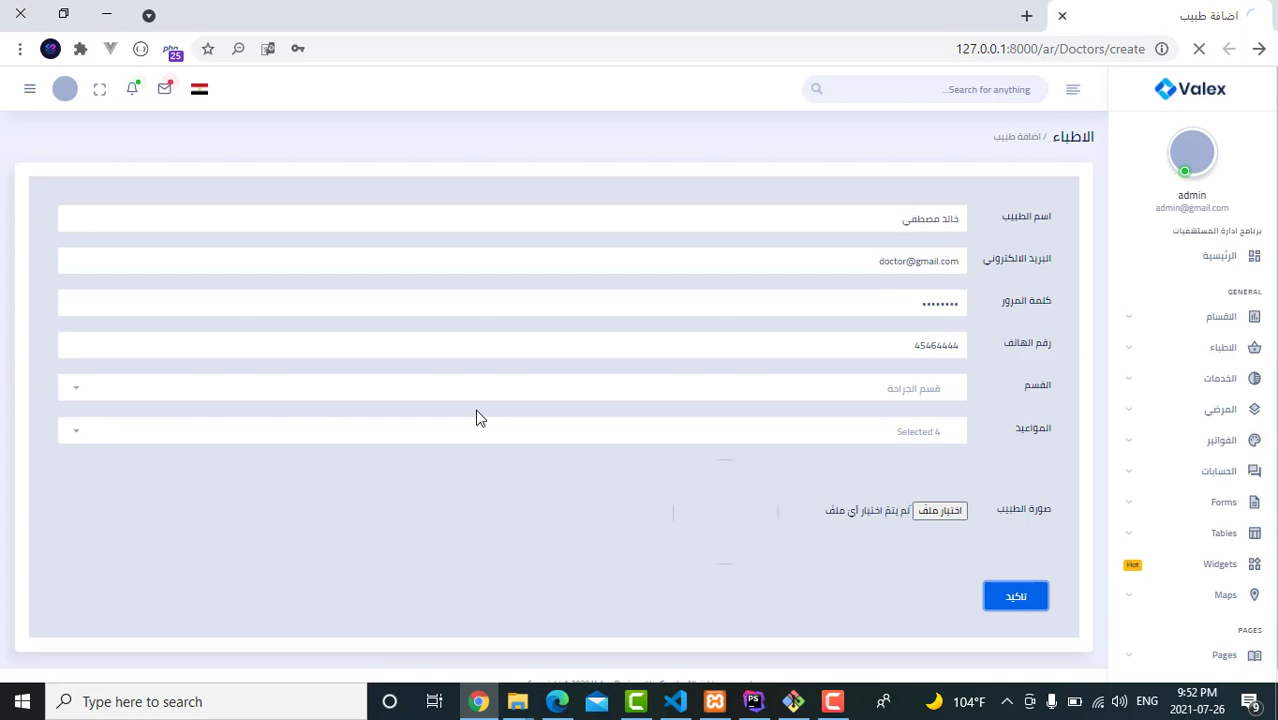 اضافة طبيب
127.0.0.1:8000/ar/Doctors/create
php
25
Valex
Search for anything...
admin
admin@gmail.com
برنامج ادارة المستشفيات
الرئيسية
GENERAL
الاقسام
الاطباء
الخدمات
المرضي
الفواتير
الحسابات
Forms
Tables
Widgets
Hot
Maps
PAGES
Pages
الاطباء / اضافة طبيب
اسم الطبيب
خالد مصطفي
البريد الالكتروني
doctor@gmail.com
كلمة المرور
••••••••
رقم الهاتف
45464444
القسم
قسم الجراحة
المواعيد
Selected 4
صورة الطبيب
اختيار ملف
لم يتمّ اختيار أيّ ملفّ
تاكيد
Type here to search
PS
104°F
ENG
9:52 PM
2021-07-26
9